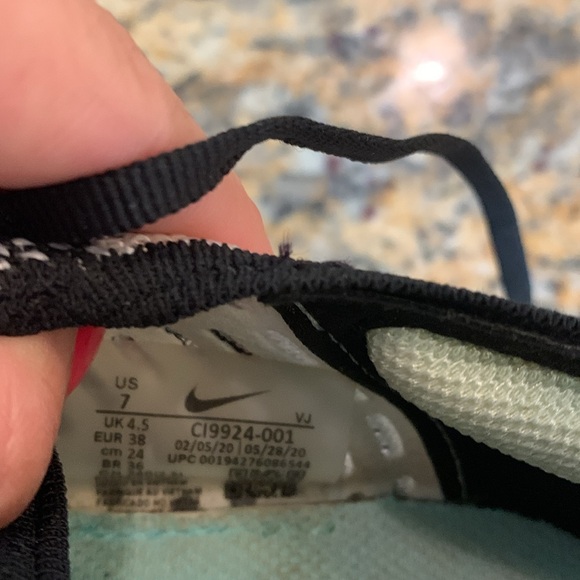 US
7
UK 4.5
EUR 38
cm 24
BR 36
VJ
CI9924-001
02/05/20 05/28/20
UPC 00194276086544